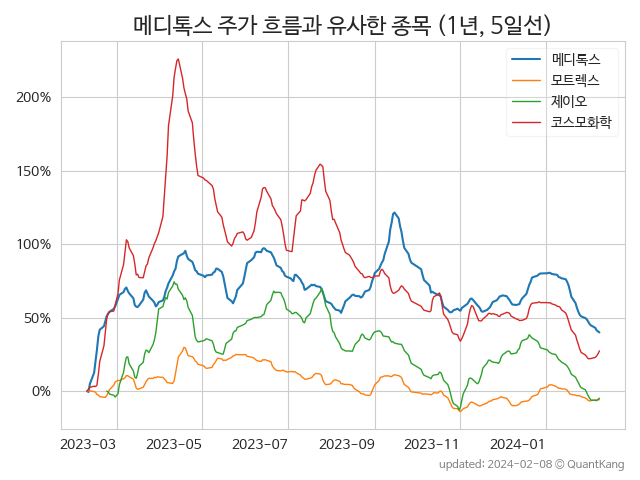 메디톡스 주가 흐름과 유사한 종목 (1년, 5일선)
메디톡스
모트렉스
제이오
코스모화학
200%
150%
100%
50%
0%
2023-03 2023-05 2023-07 2023-09 2023-11 2024-01
updated: 2024-02-08 © QuantKang